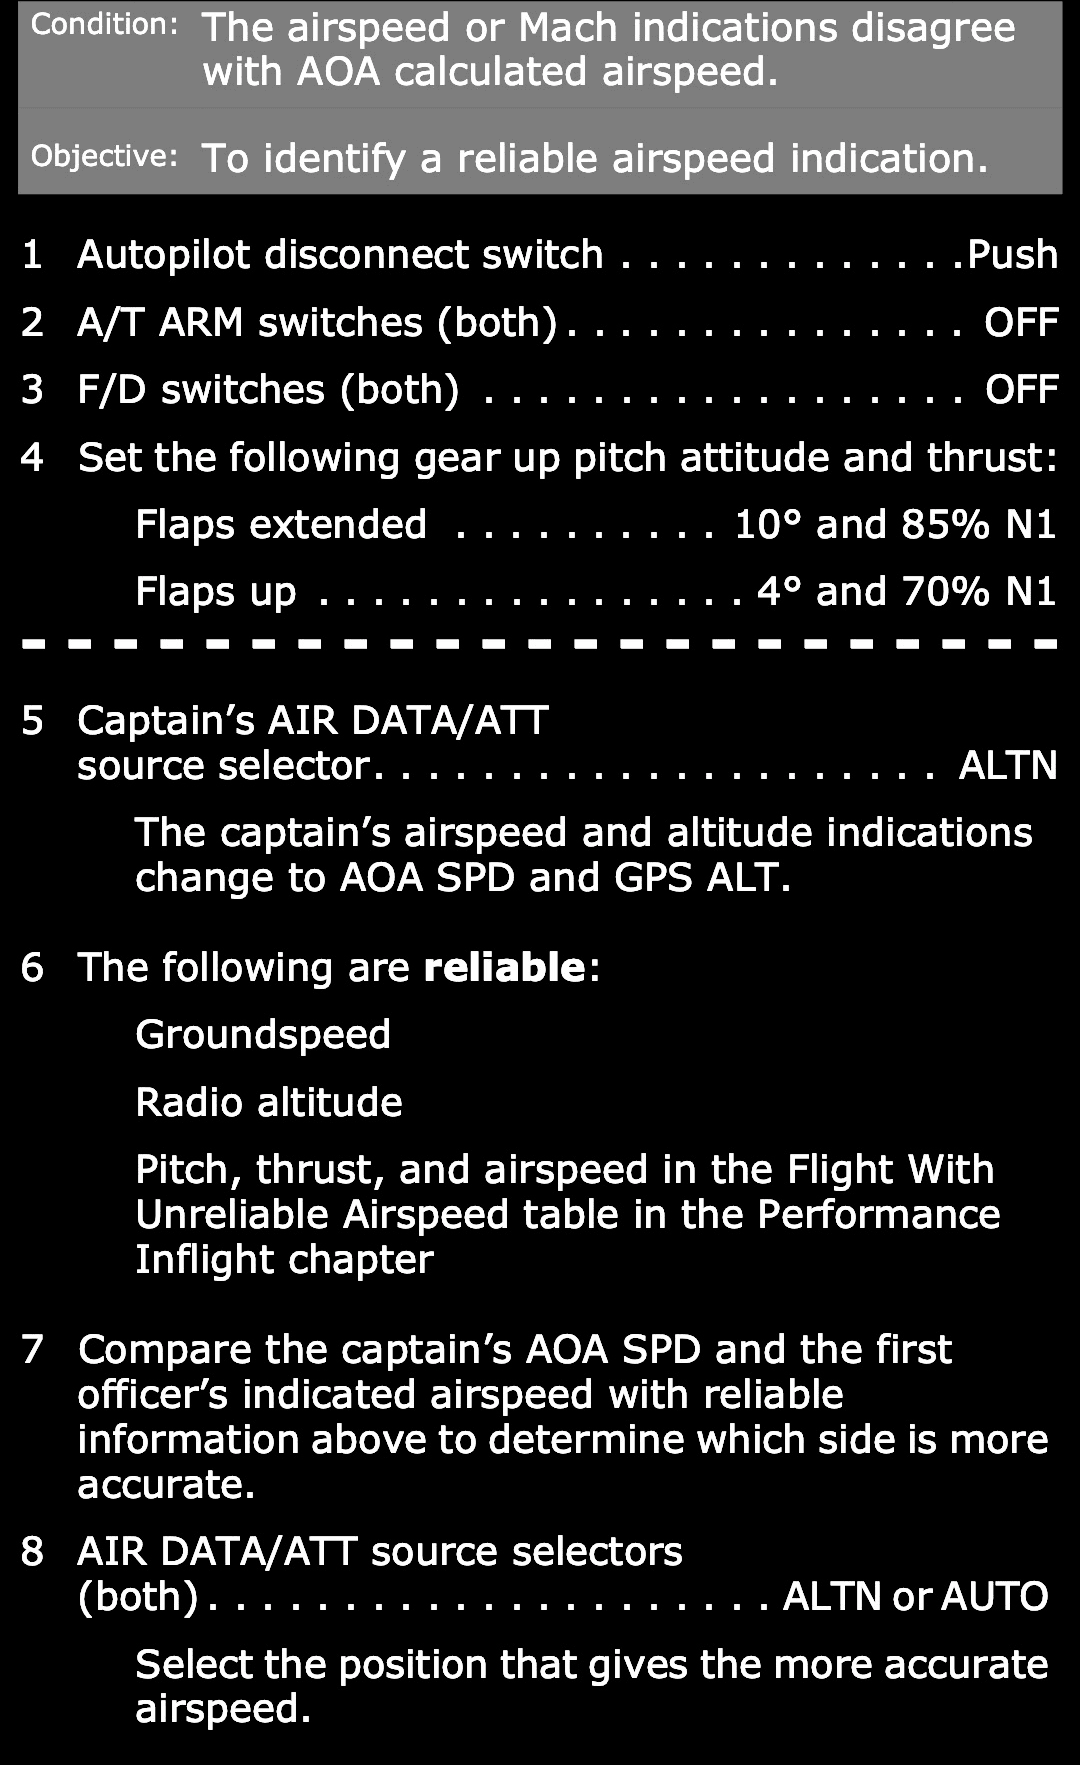 Condition: The airspeed or Mach indications disagree
with AOA calculated airspeed.
Objective: To identify a reliable airspeed indication.
1 Autopilot disconnect switch . . . . . . . . . . . . .Push
2 A/T ARM switches (both) . . . . . . . . . . . . . . . OFF
3 F/D switches (both) . . . . . . . . . . . . . . . . . . OFF
4 Set the following gear up pitch attitude and thrust:
Flaps extended . . . . . . . . . . 10° and 85% N1
Flaps up . . . . . . . . . . . . . . . . 4° and 70% N1
5 Captain’s AIR DATA/ATT
source selector. . . . . . . . . . . . . . . . . . . . . ALTN
The captain’s airspeed and altitude indications
change to AOA SPD and GPS ALT.
6 The following are reliable:
Groundspeed
Radio altitude
Pitch, thrust, and airspeed in the Flight With
Unreliable Airspeed table in the Performance
Inflight chapter
7 Compare the captain’s AOA SPD and the first
officer’s indicated airspeed with reliable
information above to determine which side is more
accurate.
8 AIR DATA/ATT source selectors
(both) . . . . . . . . . . . . . . . . . . . . . ALTN or AUTO
Select the position that gives the more accurate
airspeed.